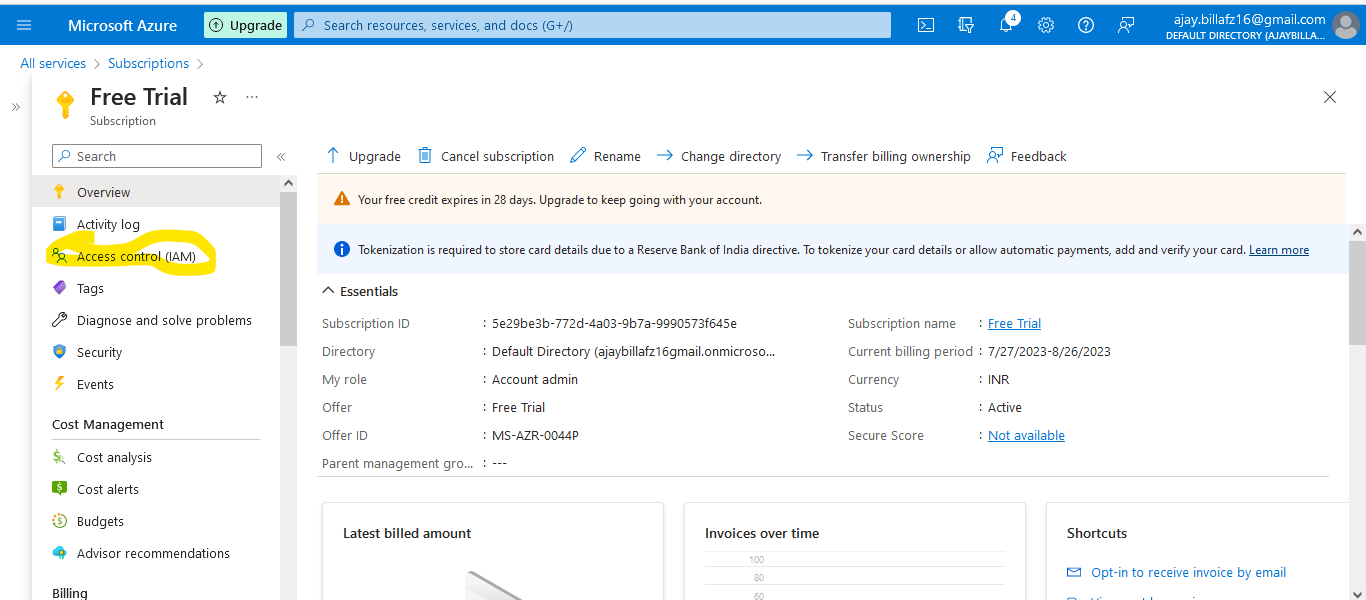 Microsoft Azure
Upgrade
Search resources, services, and docs (G+/)
4
ajay.billafz16@gmail.com
DEFAULT DIRECTORY (AJAYBILLA...
All services > Subscriptions >
Free Trial
Subscription
Search
Overview
Activity log
Access control (IAM)
Tags
Diagnose and solve problems
Security
Events
Cost Management
Cost analysis
Cost alerts
Budgets
Advisor recommendations
Billing
Upgrade Cancel subscription Rename Change directory Transfer billing ownership Feedback
Your free credit expires in 28 days. Upgrade to keep going with your account.
Tokenization is required to store card details due to a Reserve Bank of India directive. To tokenize your card details or allow automatic payments, add and verify your card. Learn more
Essentials
Subscription ID : 5e29be3b-772d-4a03-9b7a-9990573f645e
Directory : Default Directory (ajaybillafz16gmail.onmicroso...
My role : Account admin
Offer : Free Trial
Offer ID : MS-AZR-0044P
Parent management gro... : ---
Subscription name : Free Trial
Current billing period : 7/27/2023-8/26/2023
Currency : INR
Status : Active
Secure Score : Not available
Latest billed amount
Invoices over time
100
80
60
Shortcuts
Opt-in to receive invoice by email